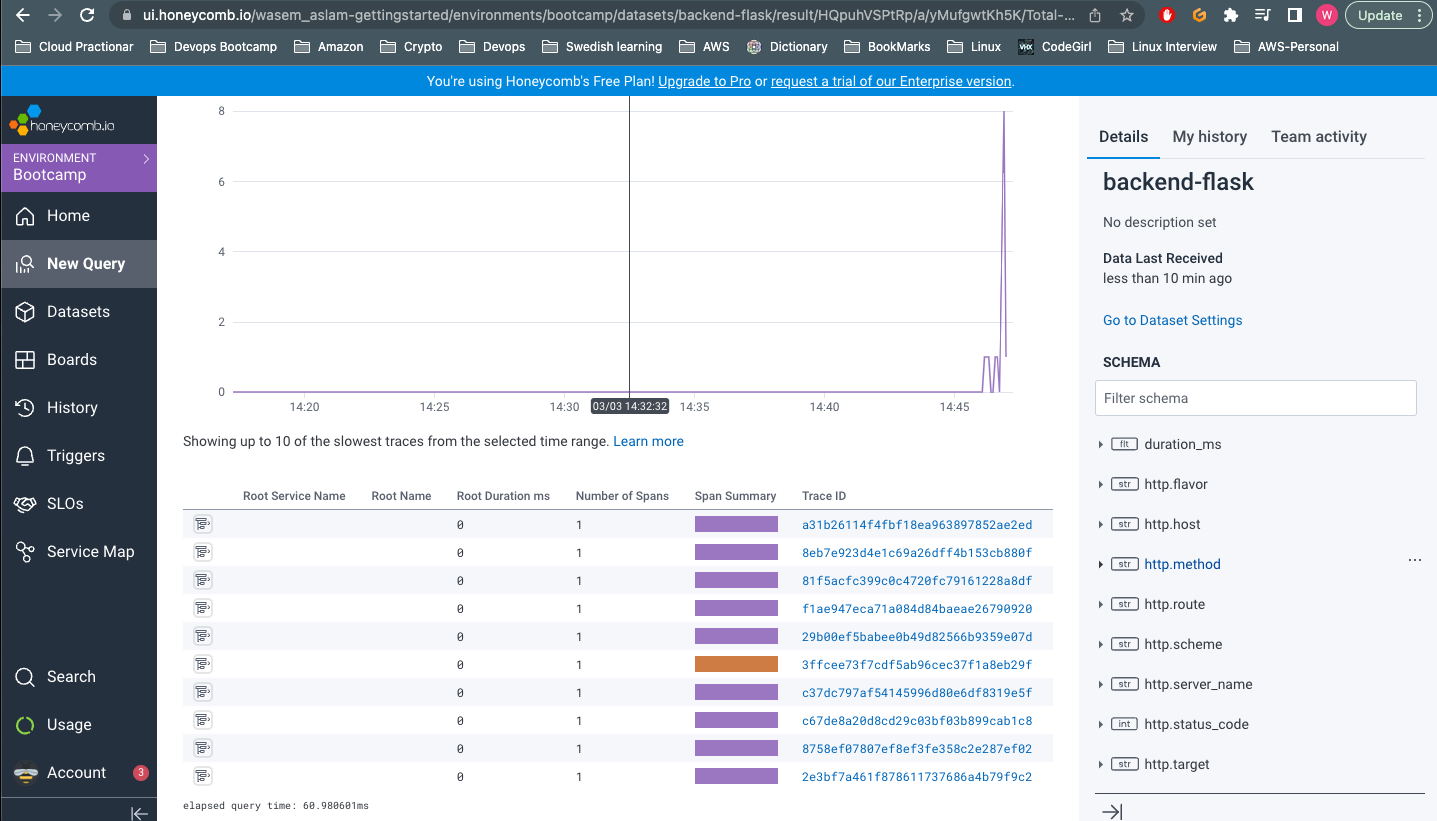 ui.honeycomb.io/wasem_aslam-gettingstarted/environments/bootcamp/datasets/backend-flask/result/HQpuhVSPtRp/a/yMufgwtKh5K/Total-...
W
Update
Cloud Practionar
Devops Bootcamp
Amazon
Crypto
Devops
Swedish learning
AWS
Dictionary
BookMarks
Linux
VHX
CodeGirl
Linux Interview
AWS-Personal
You're using Honeycomb's Free Plan! Upgrade to Pro or request a trial of our Enterprise version.
honeycomb.io
ENVIRONMENT
Bootcamp
Home
New Query
Datasets
Boards
History
Triggers
SLOs
Service Map
Search
Usage
Account 3
8
6
4
2
0
14:20
14:25
14:30
03/03 14:32:32
14:35
14:40
14:45
Showing up to 10 of the slowest traces from the selected time range. Learn more
Root Service Name Root Name Root Duration ms Number of Spans Span Summary Trace ID
0 1 a31b26114f4fbf18ea963897852ae2ed
0 1 8eb7e923d4e1c69a26dff4b153cb880f
0 1 81f5acfc399c0c4720fc79161228a8df
0 1 f1ae947eca71a084d84baeae26790920
0 1 29b00ef5babee0b49d82566b9359e07d
0 1 3ffcee73f7cdf5ab96cec37f1a8eb29f
0 1 c37dc797af54145996d80e6df8319e5f
0 1 c67de8a20d8cd29c03bf03b899cab1c8
0 1 8758ef07807ef8ef3fe358c2e287ef02
0 1 2e3bf7a461f878611737686a4b79f9c2
elapsed query time: 60.980601ms
Details My history Team activity
backend-flask
No description set
Data Last Received
less than 10 min ago
Go to Dataset Settings
SCHEMA
Filter schema
flt duration_ms
str http.flavor
str http.host
str http.method ...
str http.route
str http.scheme
str http.server_name
int http.status_code
str http.target